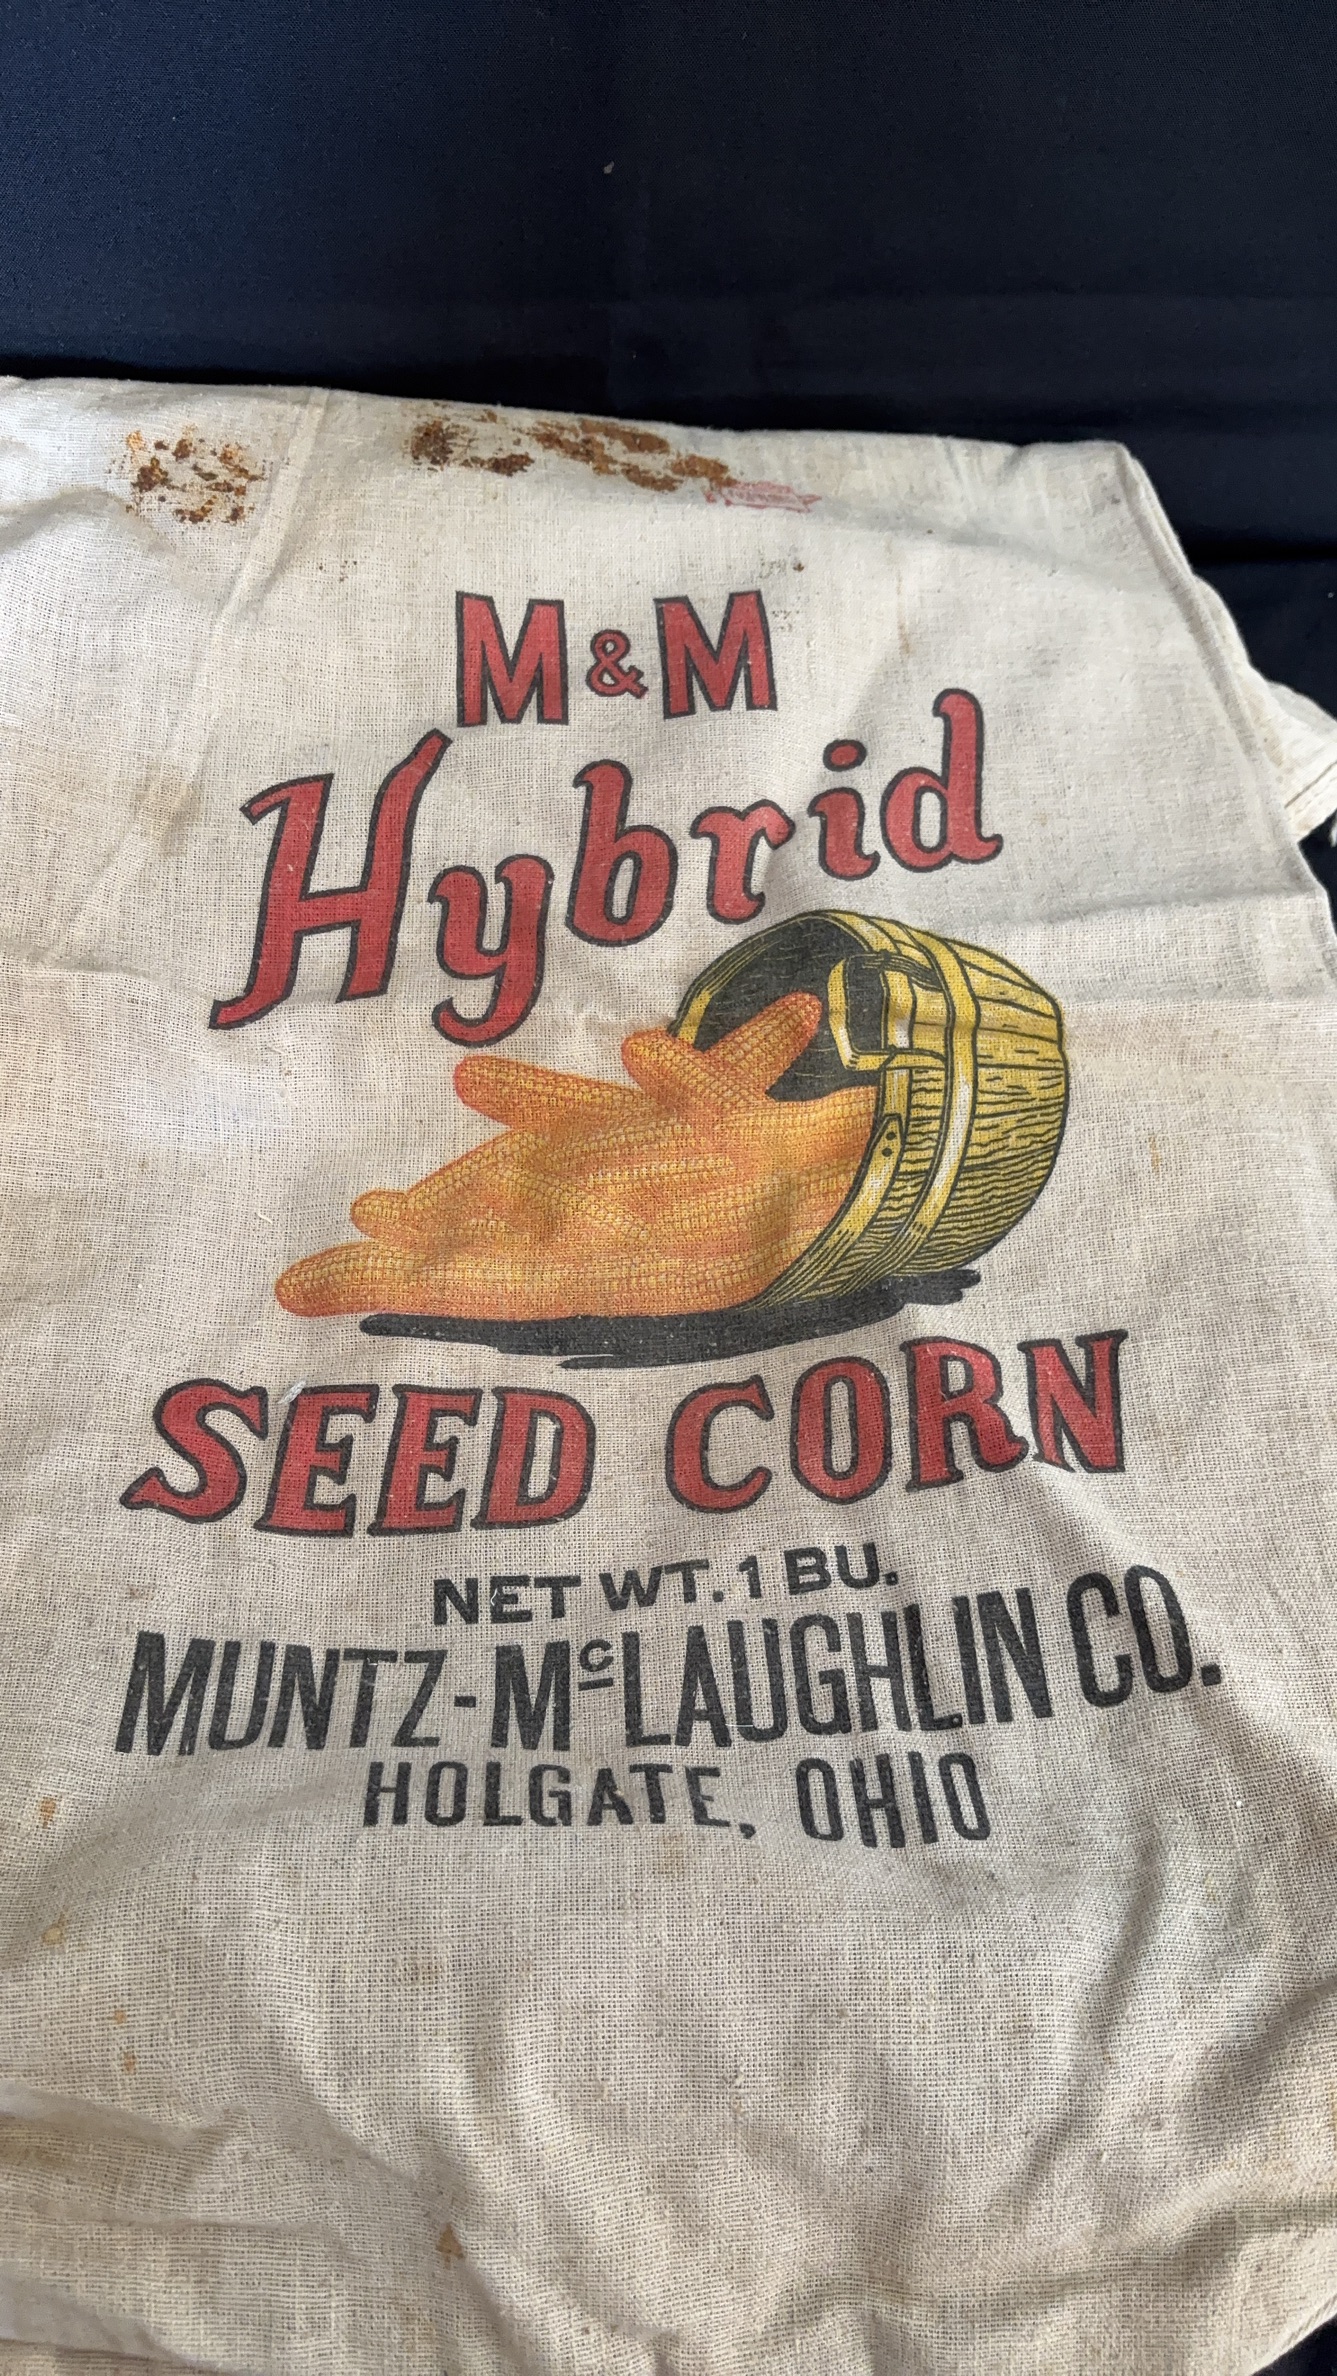 M & M
Hybrid
SEED CORN
NET WT. 1 BU.
MUNTZ-McLAUGHLIN CO.
HOLGATE, OHIO